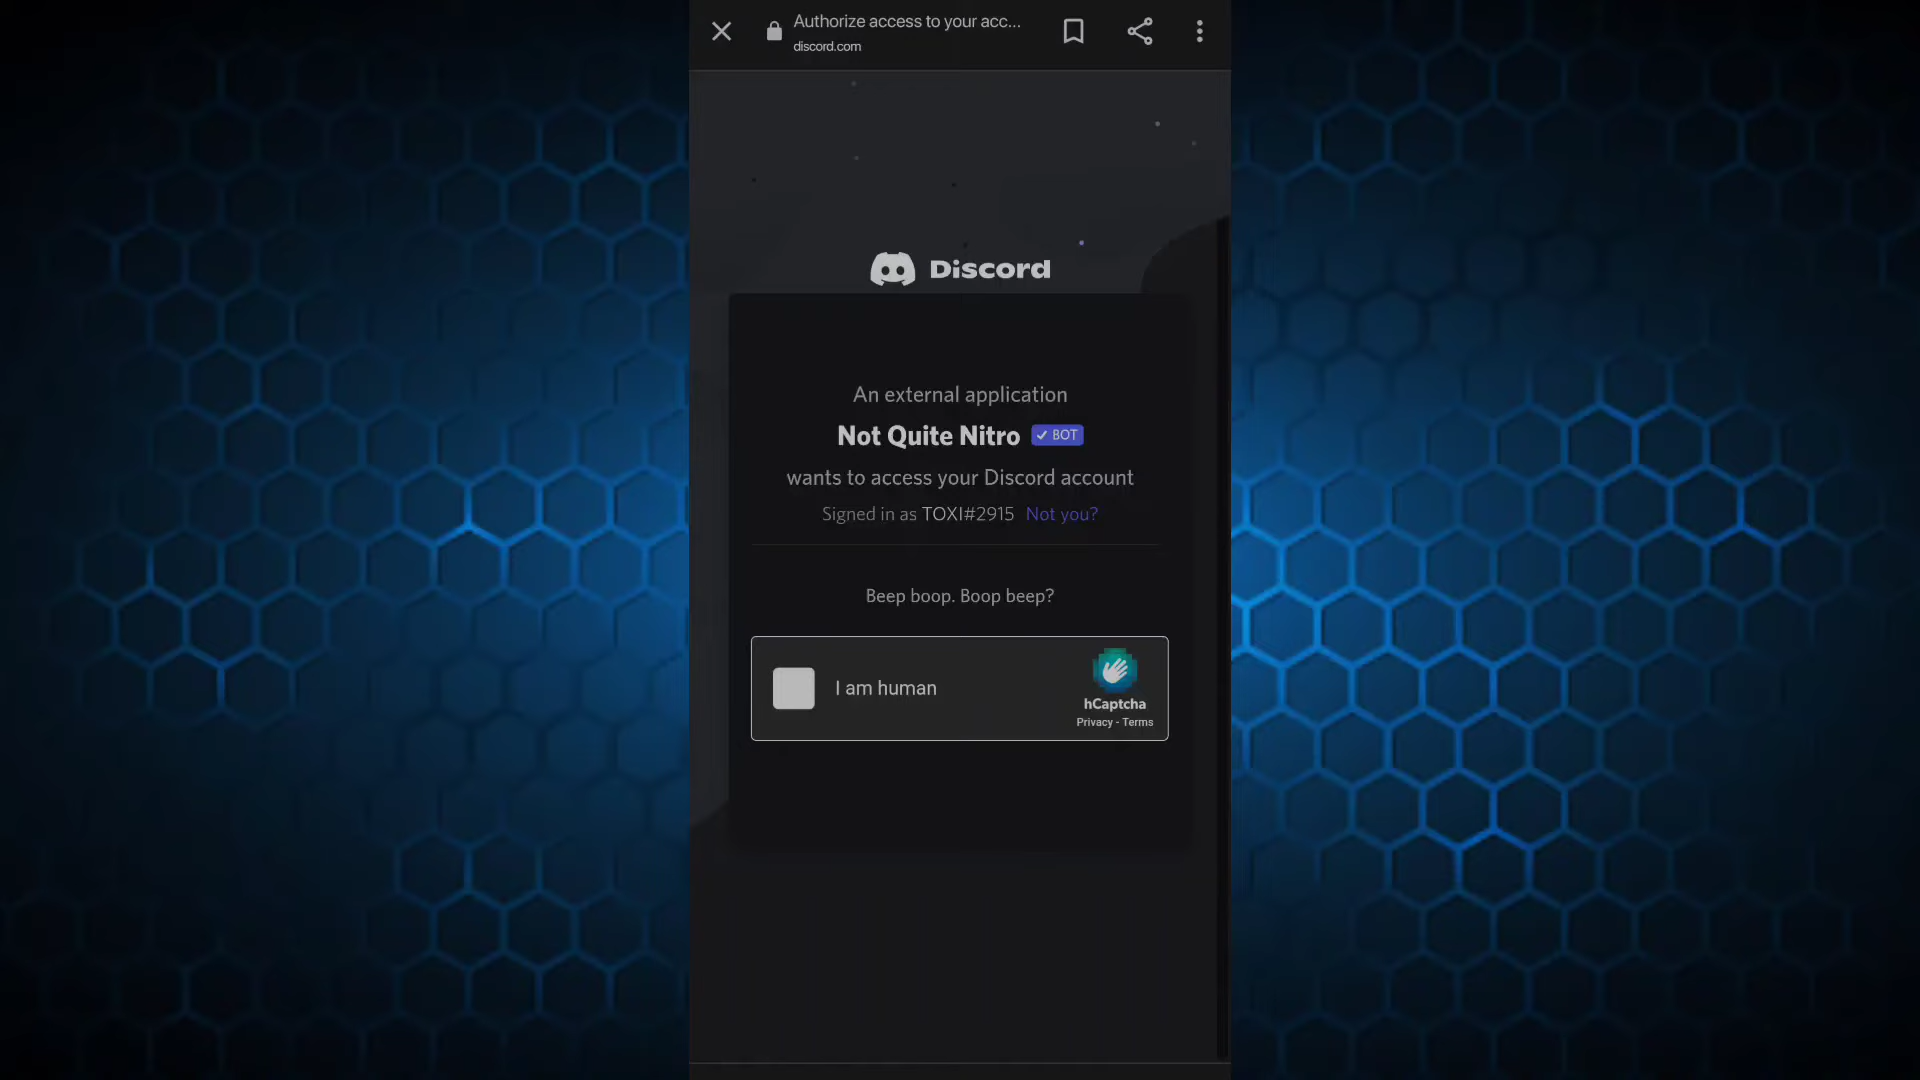 Authorize access to your acc...
discord.com
Discord
An external application
Not Quite Nitro BOT
wants to access your Discord account
Signed in as TOXI#2915 Not you?
Beep boop. Boop beep?
I am human
hCaptcha
Privacy - Terms